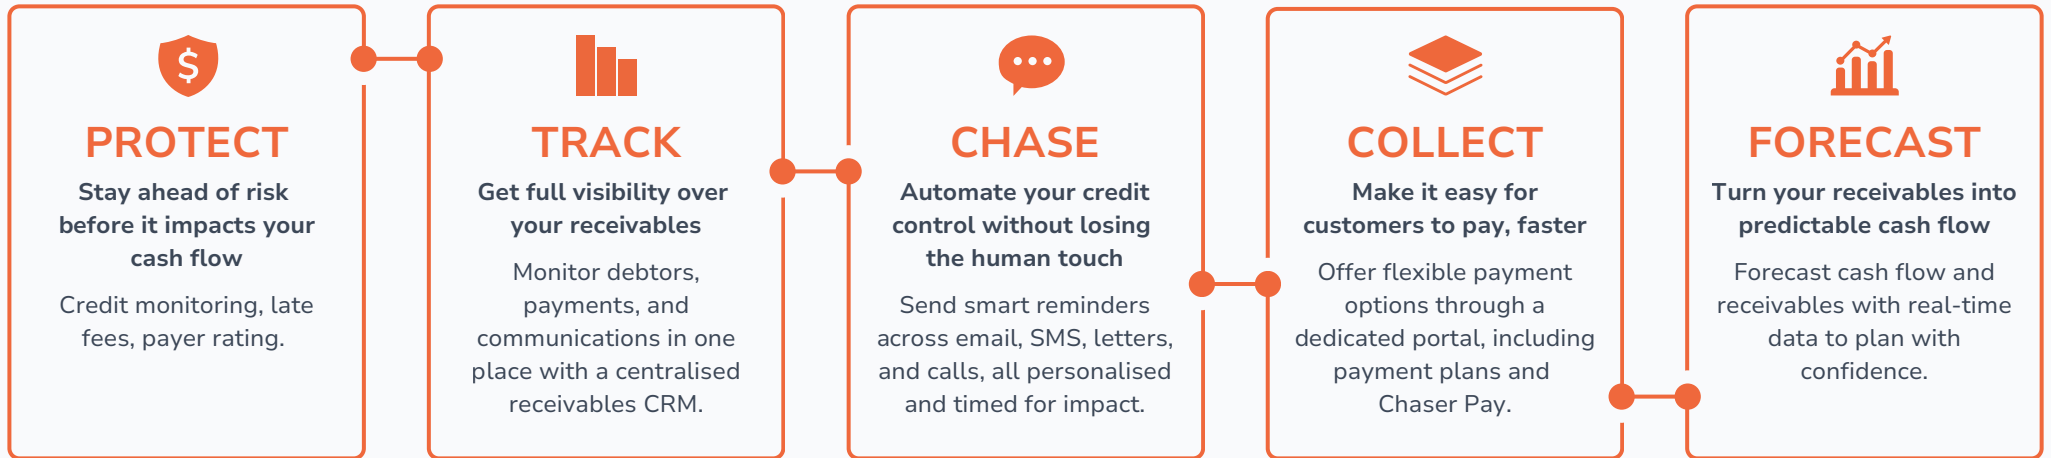 $
PROTECT
Stay ahead of risk
before it impacts your
cash flow
Credit monitoring, late
fees, payer rating.
TRACK
Get full visibility over
your receivables
Monitor debtors,
payments, and
communications in one
place with a centralised
receivables CRM.
CHASE
Automate your credit
control without losing
the human touch
Send smart reminders
across email, SMS, letters,
and calls, all personalised
and timed for impact.
COLLECT
Make it easy for
customers to pay, faster
Offer flexible payment
options through a
dedicated portal, including
payment plans and
Chaser Pay.
FORECAST
Turn your receivables into
predictable cash flow
Forecast cash flow and
receivables with real-time
data to plan with
confidence.